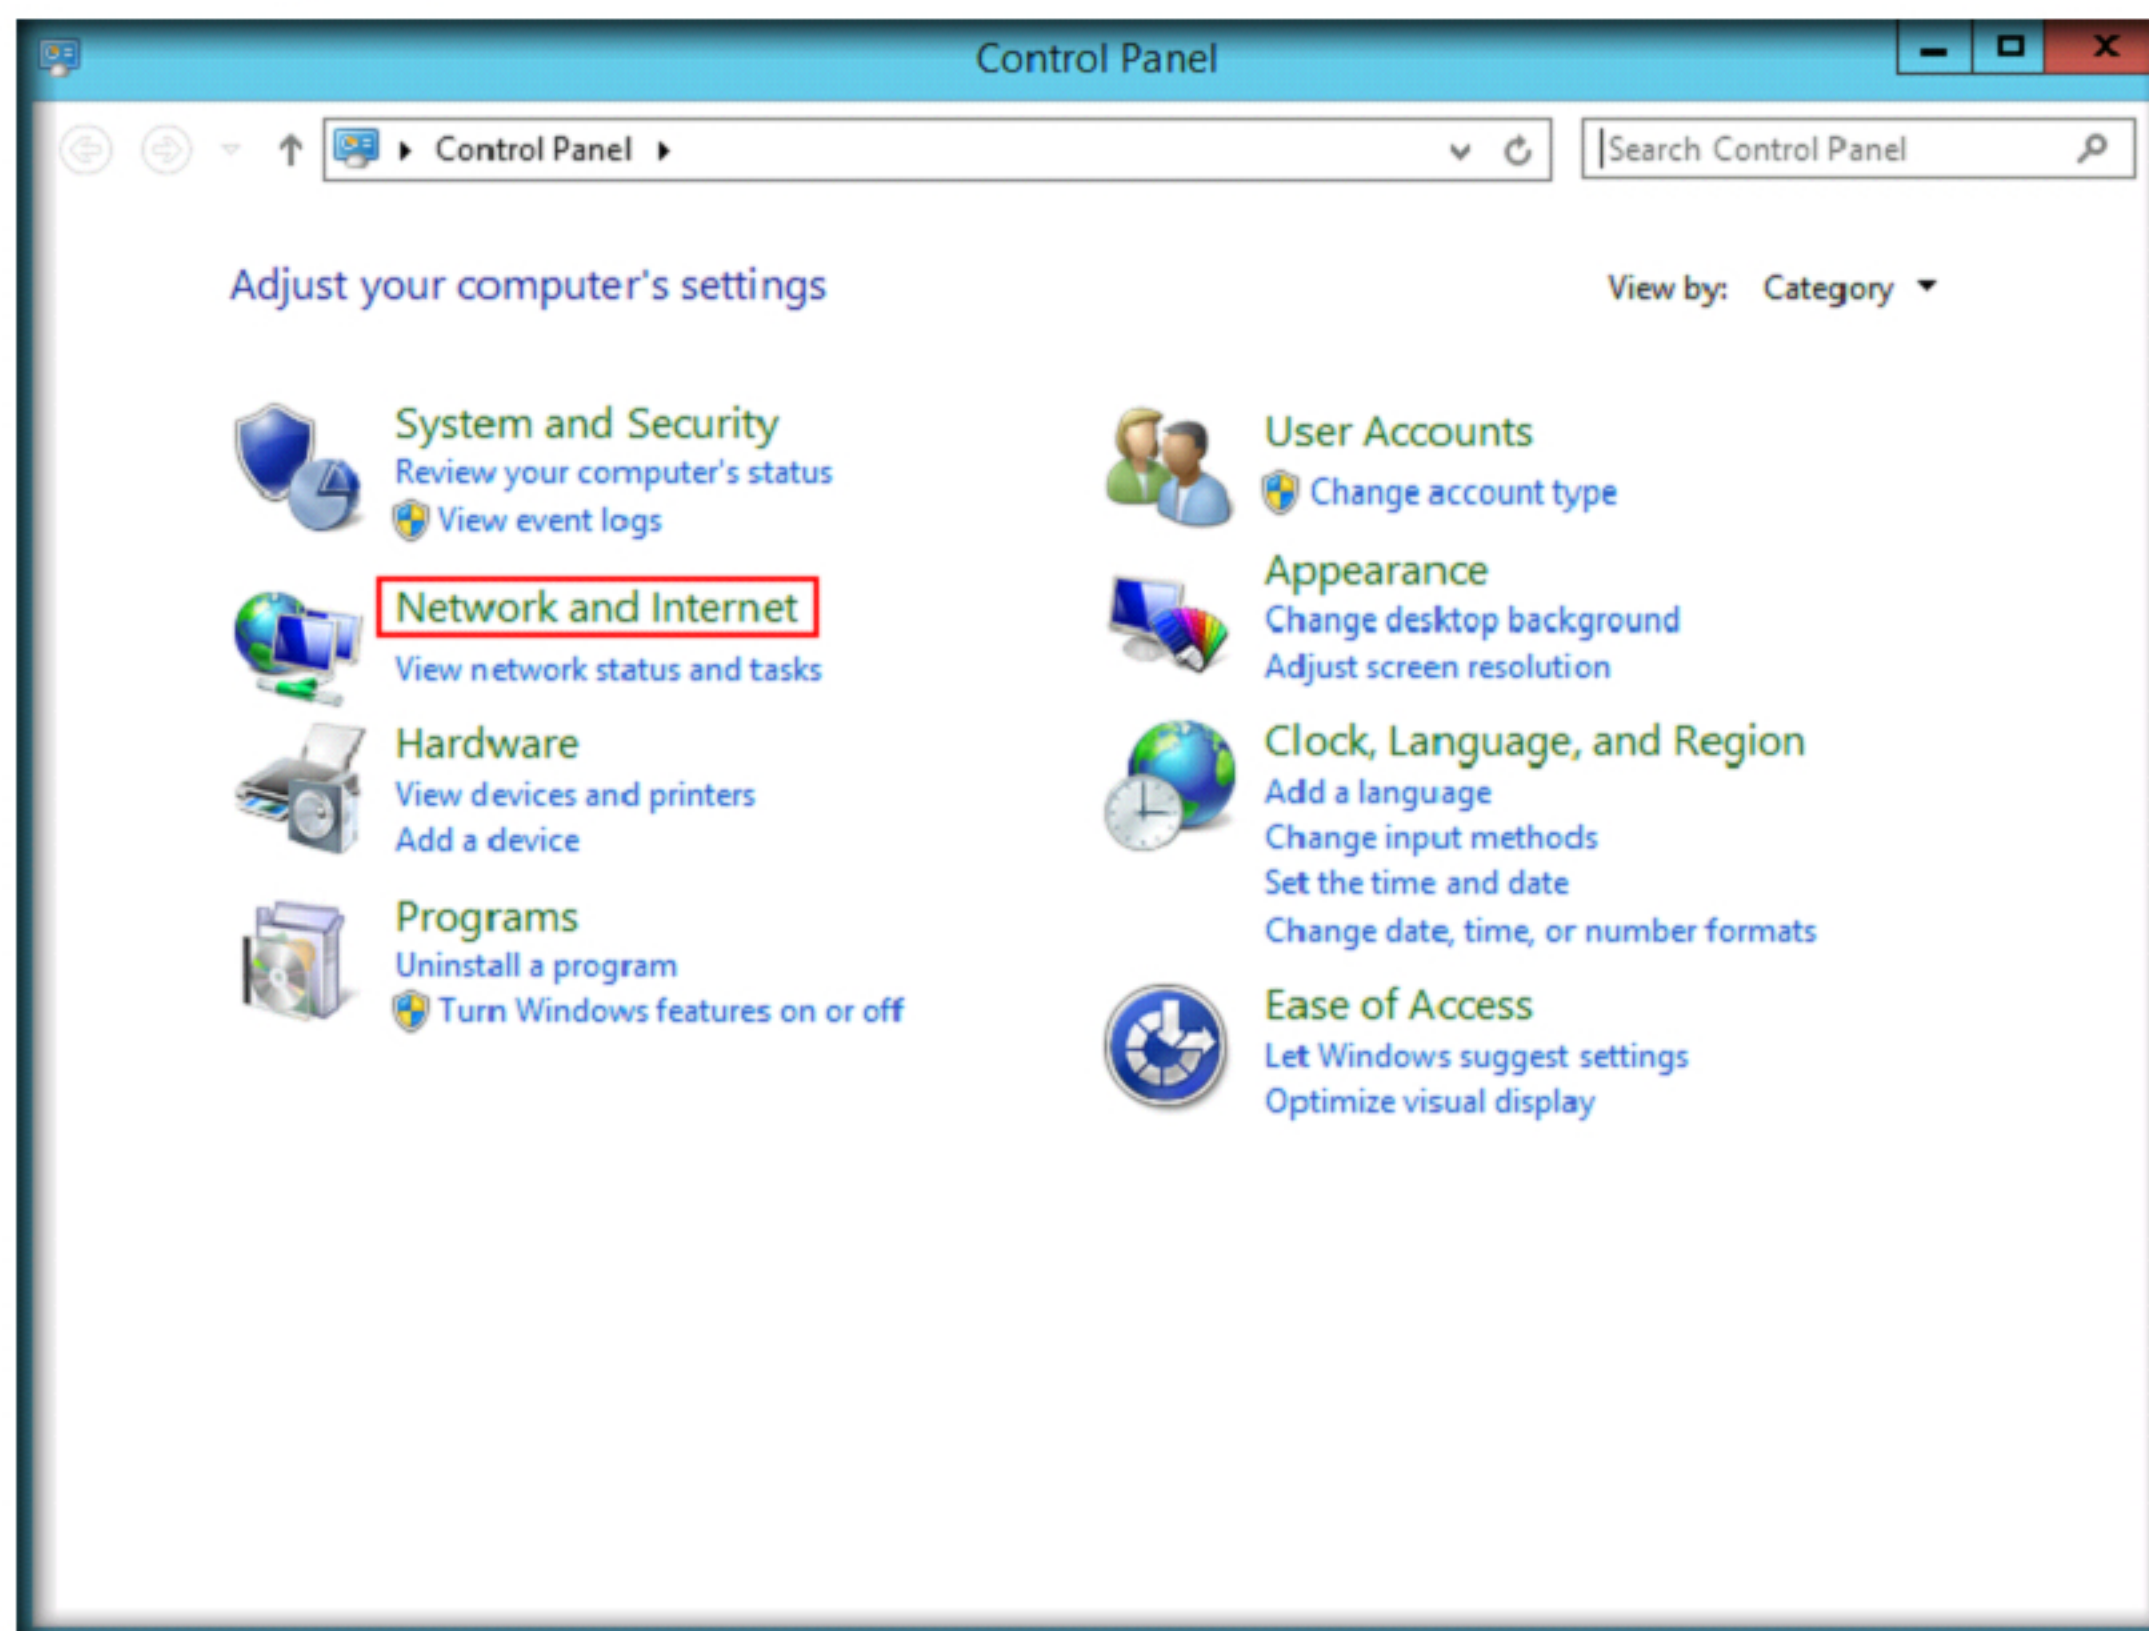 Control Panel
Control Panel
Search Control Panel
Adjust your computer's settings
View by: Category
System and Security
Review your computer's status
View event logs
Network and Internet
View network status and tasks
Hardware
View devices and printers
Add a device
Programs
Uninstall a program
Turn Windows features on or off
User Accounts
Change account type
Appearance
Change desktop background
Adjust screen resolution
Clock, Language, and Region
Add a language
Change input methods
Set the time and date
Change date, time, or number formats
Ease of Access
Let Windows suggest settings
Optimize visual display